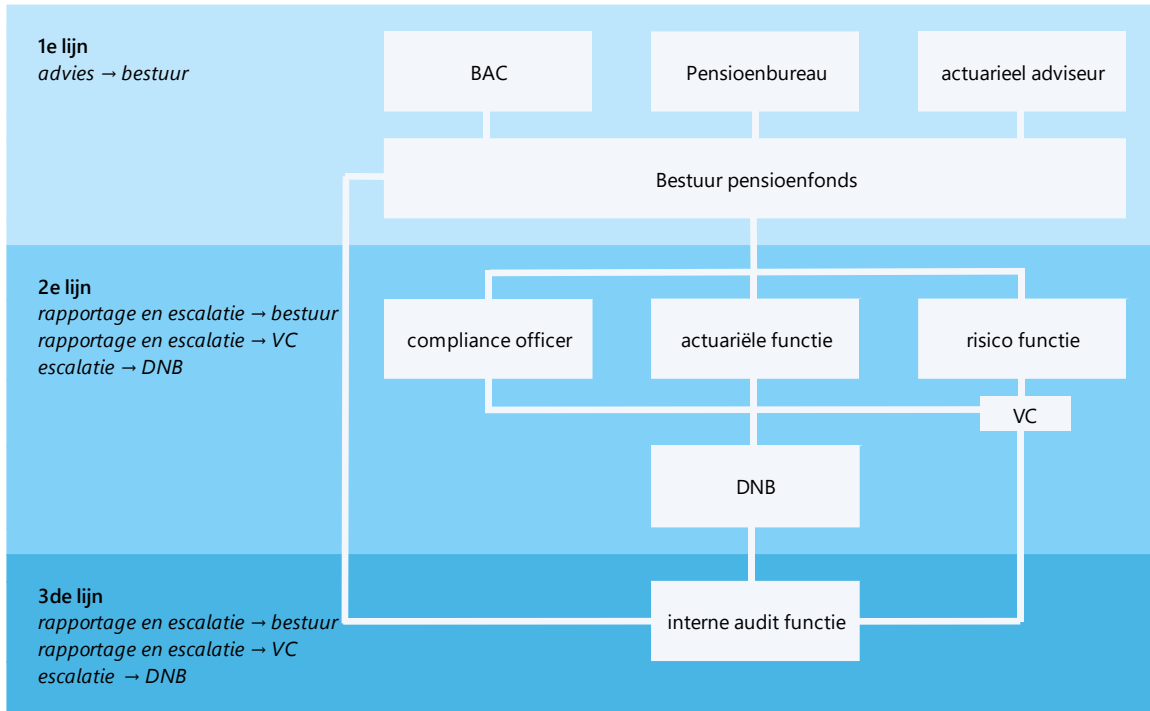 1e lijn
advies → bestuur
BAC
Pensioenbureau
actuarieel adviseur
Bestuur pensioenfonds
2e lijn
rapportage en escalatie → bestuur
rapportage en escalatie → VC
escalatie → DNB
compliance officer
actuariële functie
risico functie
VC
DNB
3de lijn
rapportage en escalatie → bestuur
rapportage en escalatie → VC
escalatie → DNB
interne audit functie